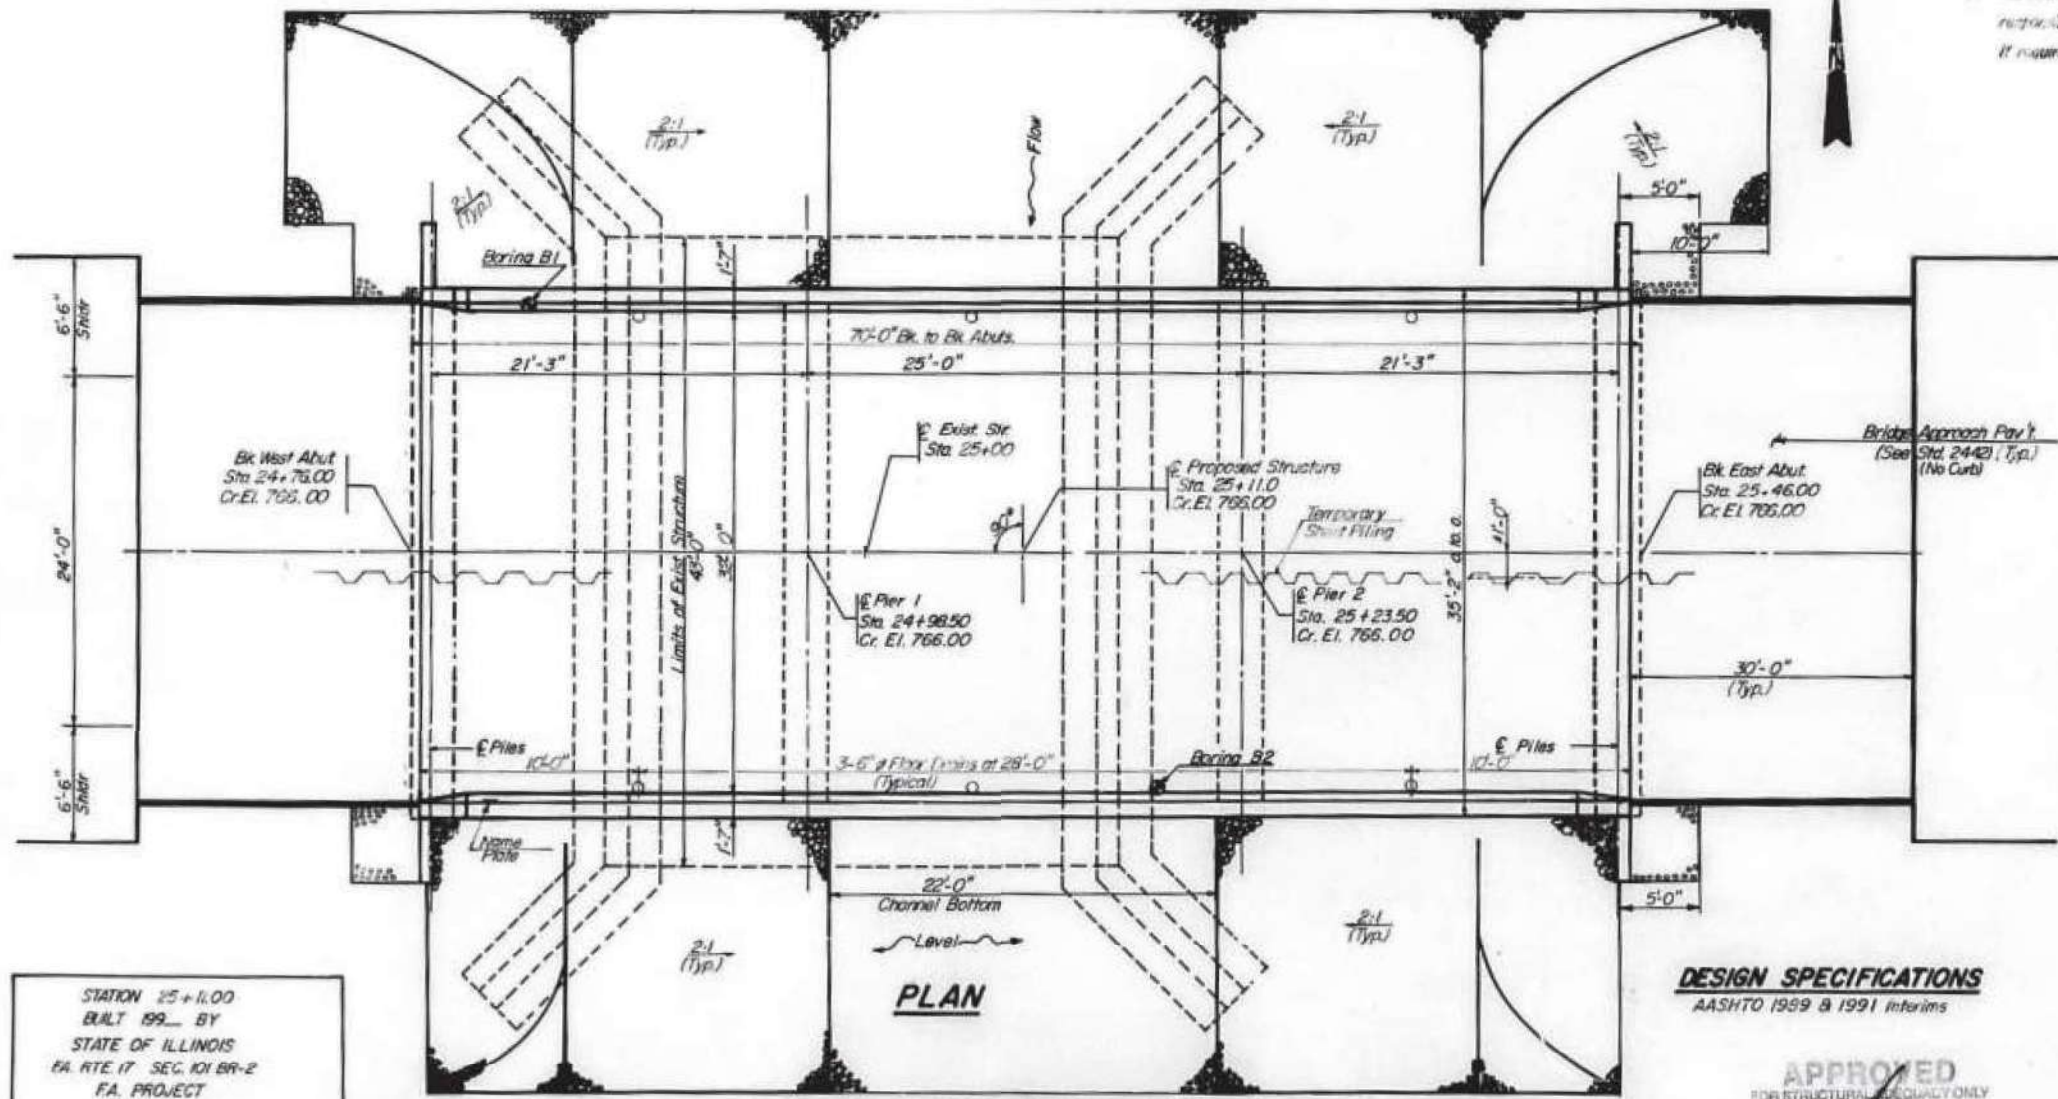 2:1
(Typ.)
2:1
(Typ.)
2:1
(Typ.)
2:1
(Typ.)
Flow
N
5'-0"
10'-0"
Boring B1
1'-7"
6'-6"
Shldr
70'-0" Bk. to Bk. Abuts.
21'-3"
25'-0"
21'-3"
Bk. West Abut.
Sta. 24+76.00
Cr. El. 766.00
℄ Exist. Str.
Sta. 25+00
℄ Proposed Structure
Sta. 25+11.0
Cr. El. 766.00
Bk. East Abut.
Sta. 25+46.00
Cr. El. 766.00
Bridge Approach Pav't.
(See Std. 2442) (Typ.)
(No Curb)
Limits of Exist. Structure
43'-0"
Temporary
Sheet Piling
24'-0"
35'-2" o. to o.
℄ Pier 1
Sta. 24+98.50
Cr. El. 766.00
℄ Pier 2
Sta. 25+23.50
Cr. El. 766.00
30'-0"
(Typ.)
℄ Piles
℄ Piles
10'-0"
3-6" ø Floor Drains at 28'-0"
(Typical)
10'-0"
Boring B2
6'-6"
Shldr
Name
Plate
1'-7"
22'-0"
Channel Bottom
Level
5'-0"
2:1
(Typ.)
2:1
(Typ.)
PLAN
DESIGN SPECIFICATIONS
AASHTO 1989 & 1991 Interims
STATION 25+11.00
BUILT 199__ BY
STATE OF ILLINOIS
F.A. RTE. 17 SEC. 101 BR-2
F.A. PROJECT
APPROVED
FOR STRUCTURAL ADEQUACY ONLY